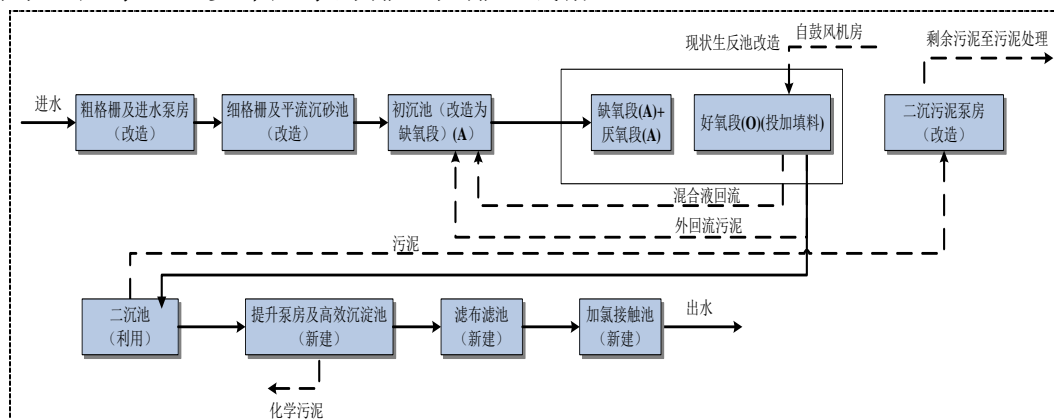 自鼓风机房
现状生反池改造
剩余污泥至污泥处理
进水
粗格栅及进水泵房
（改造）
细格栅及平流沉砂池
（改造）
初沉池（改造为
缺氧段）(A）
缺氧段(A)+
厌氧段(A)
好氧段(O)(投加填料)
二沉污泥泵房
（改造）
混合液回流
外回流污泥
污泥
二沉池
（利用）
提升泵房及高效沉淀池
（新建）
滤布滤池
（新建）
加氯接触池
（新建）
出水
化学污泥